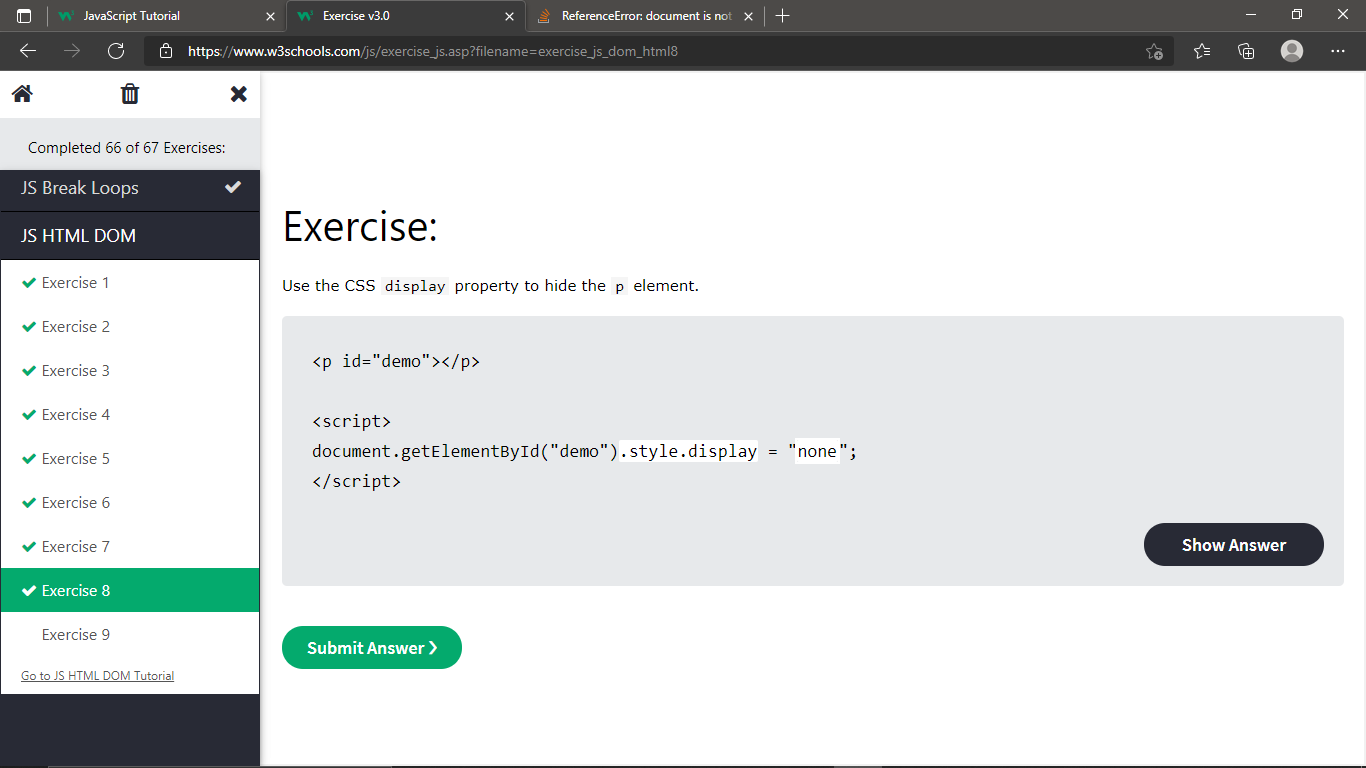 JavaScript Tutorial
Exercise v3.0
ReferenceError: document is not
https://www.w3schools.com/js/exercise_js.asp?filename=exercise_js_dom_html8
Completed 66 of 67 Exercises:
JS Break Loops
JS HTML DOM
Exercise 1
Exercise 2
Exercise 3
Exercise 4
Exercise 5
Exercise 6
Exercise 7
Exercise 8
Exercise 9
Go to JS HTML DOM Tutorial
Exercise:
Use the CSS display property to hide the p element.
<p id="demo"></p>
<script>
document.getElementById("demo").style.display = "none";
</script>
Show Answer
Submit Answer ❯